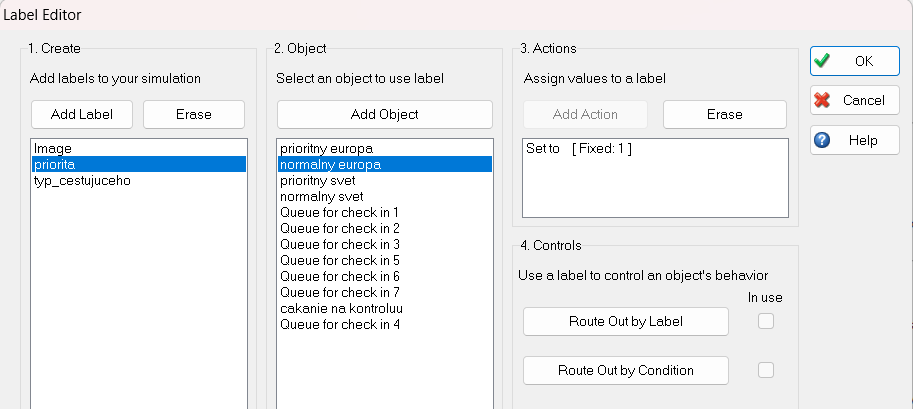 Label Editor
1. Create
Add labels to your simulation
Add Label
Erase
Image
priorita
typ_cestujuceho
2. Object
Select an object to use label
Add Object
prioritny europa
normalny europa
prioritny svet
normalny svet
Queue for check in 1
Queue for check in 2
Queue for check in 3
Queue for check in 5
Queue for check in 6
Queue for check in 7
cakanie na kontroluu
Queue for check in 4
3. Actions
Assign values to a label
Add Action
Erase
Set to [ Fixed: 1 ]
4. Controls
Use a label to control an object's behavior
In use
Route Out by Label
Route Out by Condition
OK
Cancel
Help